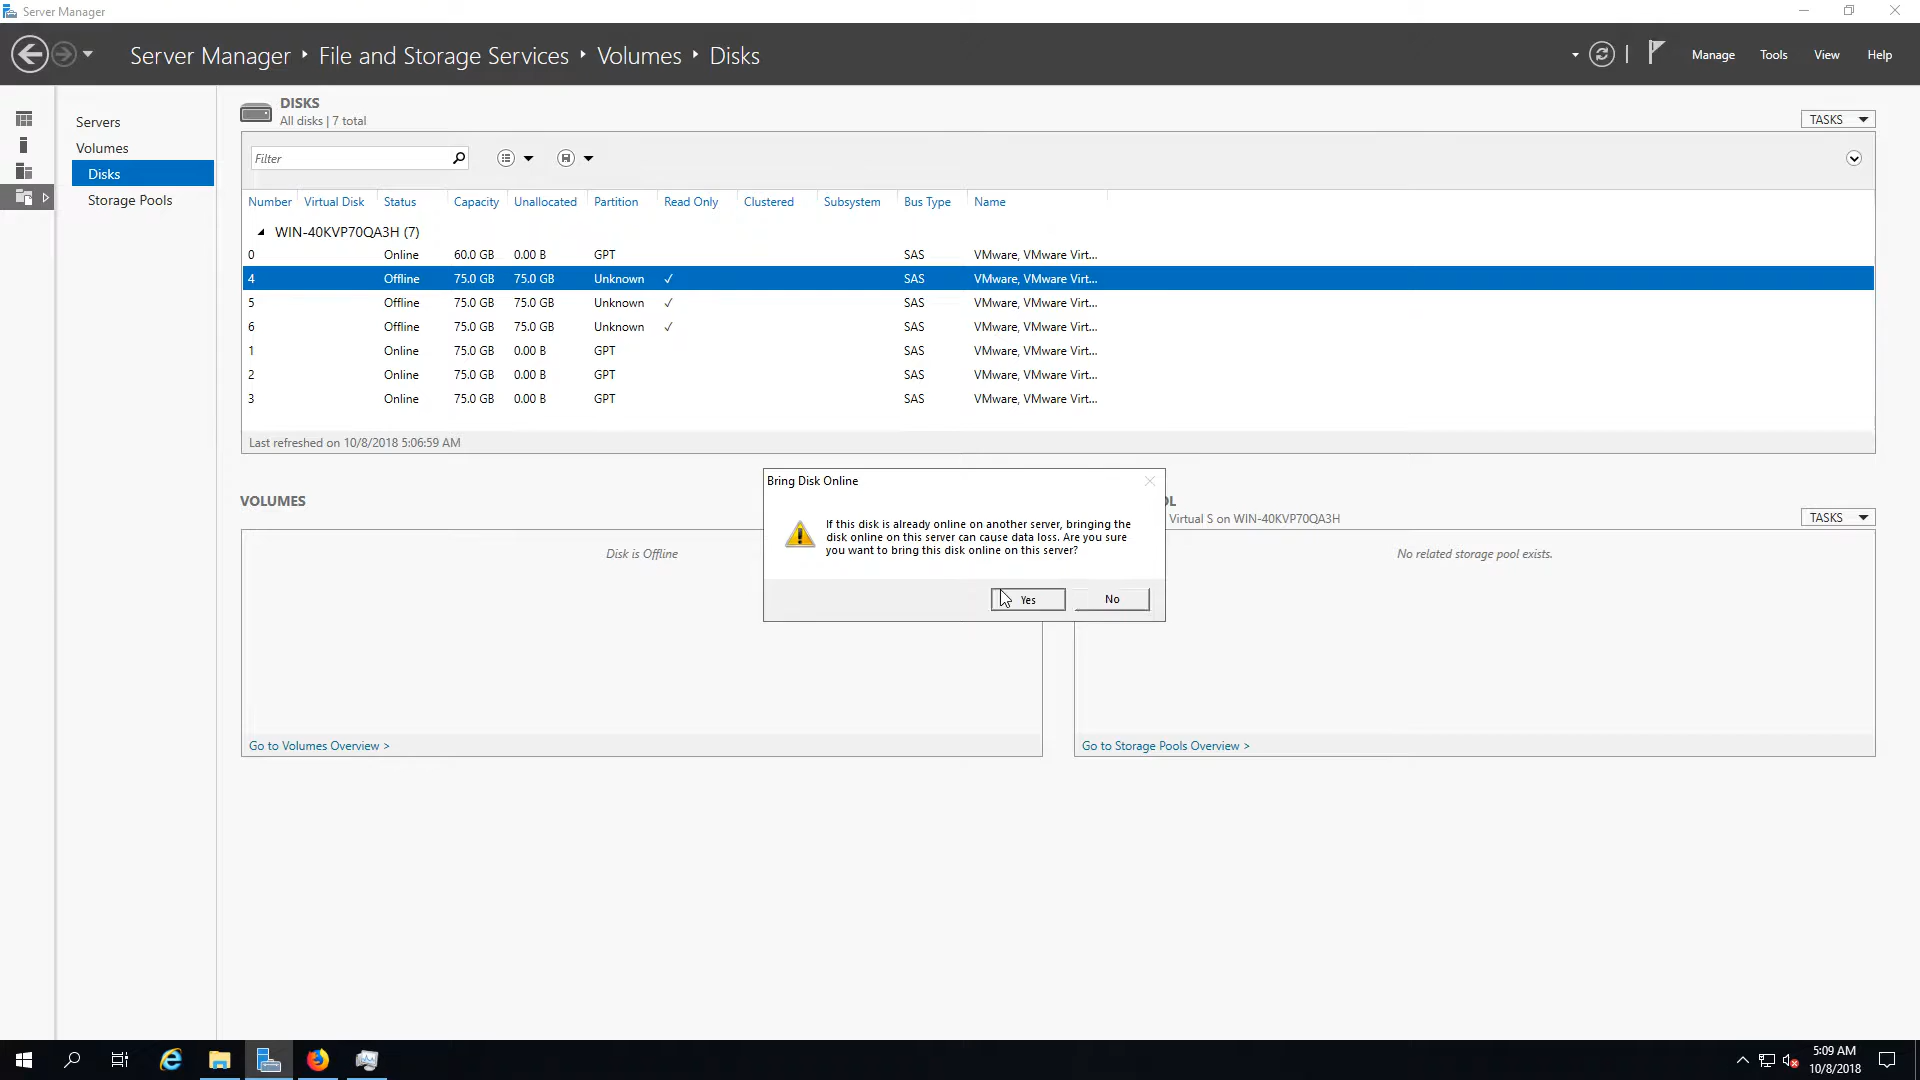 Server Manager
Server Manager ‣ File and Storage Services ‣ Volumes ‣ Disks
Manage Tools View Help
Servers
Volumes
Disks
Storage Pools
DISKS
All disks | 7 total
TASKS
Filter
Number Virtual Disk Status Capacity Unallocated Partition Read Only Clustered Subsystem Bus Type Name
WIN-40KVP70QA3H (7)
0 Online 60.0 GB 0.00 B GPT SAS VMware, VMware Virt...
4 Offline 75.0 GB 75.0 GB Unknown ✓ SAS VMware, VMware Virt...
5 Offline 75.0 GB 75.0 GB Unknown ✓ SAS VMware, VMware Virt...
6 Offline 75.0 GB 75.0 GB Unknown ✓ SAS VMware, VMware Virt...
1 Online 75.0 GB 0.00 B GPT SAS VMware, VMware Virt...
2 Online 75.0 GB 0.00 B GPT SAS VMware, VMware Virt...
3 Online 75.0 GB 0.00 B GPT SAS VMware, VMware Virt...
Last refreshed on 10/8/2018 5:06:59 AM
Bring Disk Online
If this disk is already online on another server, bringing the
disk online on this server can cause data loss. Are you sure
you want to bring this disk online on this server?
Yes No
VOLUMES
Disk is Offline
Go to Volumes Overview >
OL
Virtual S on WIN-40KVP70QA3H
TASKS
No related storage pool exists.
Go to Storage Pools Overview >
5:09 AM
10/8/2018